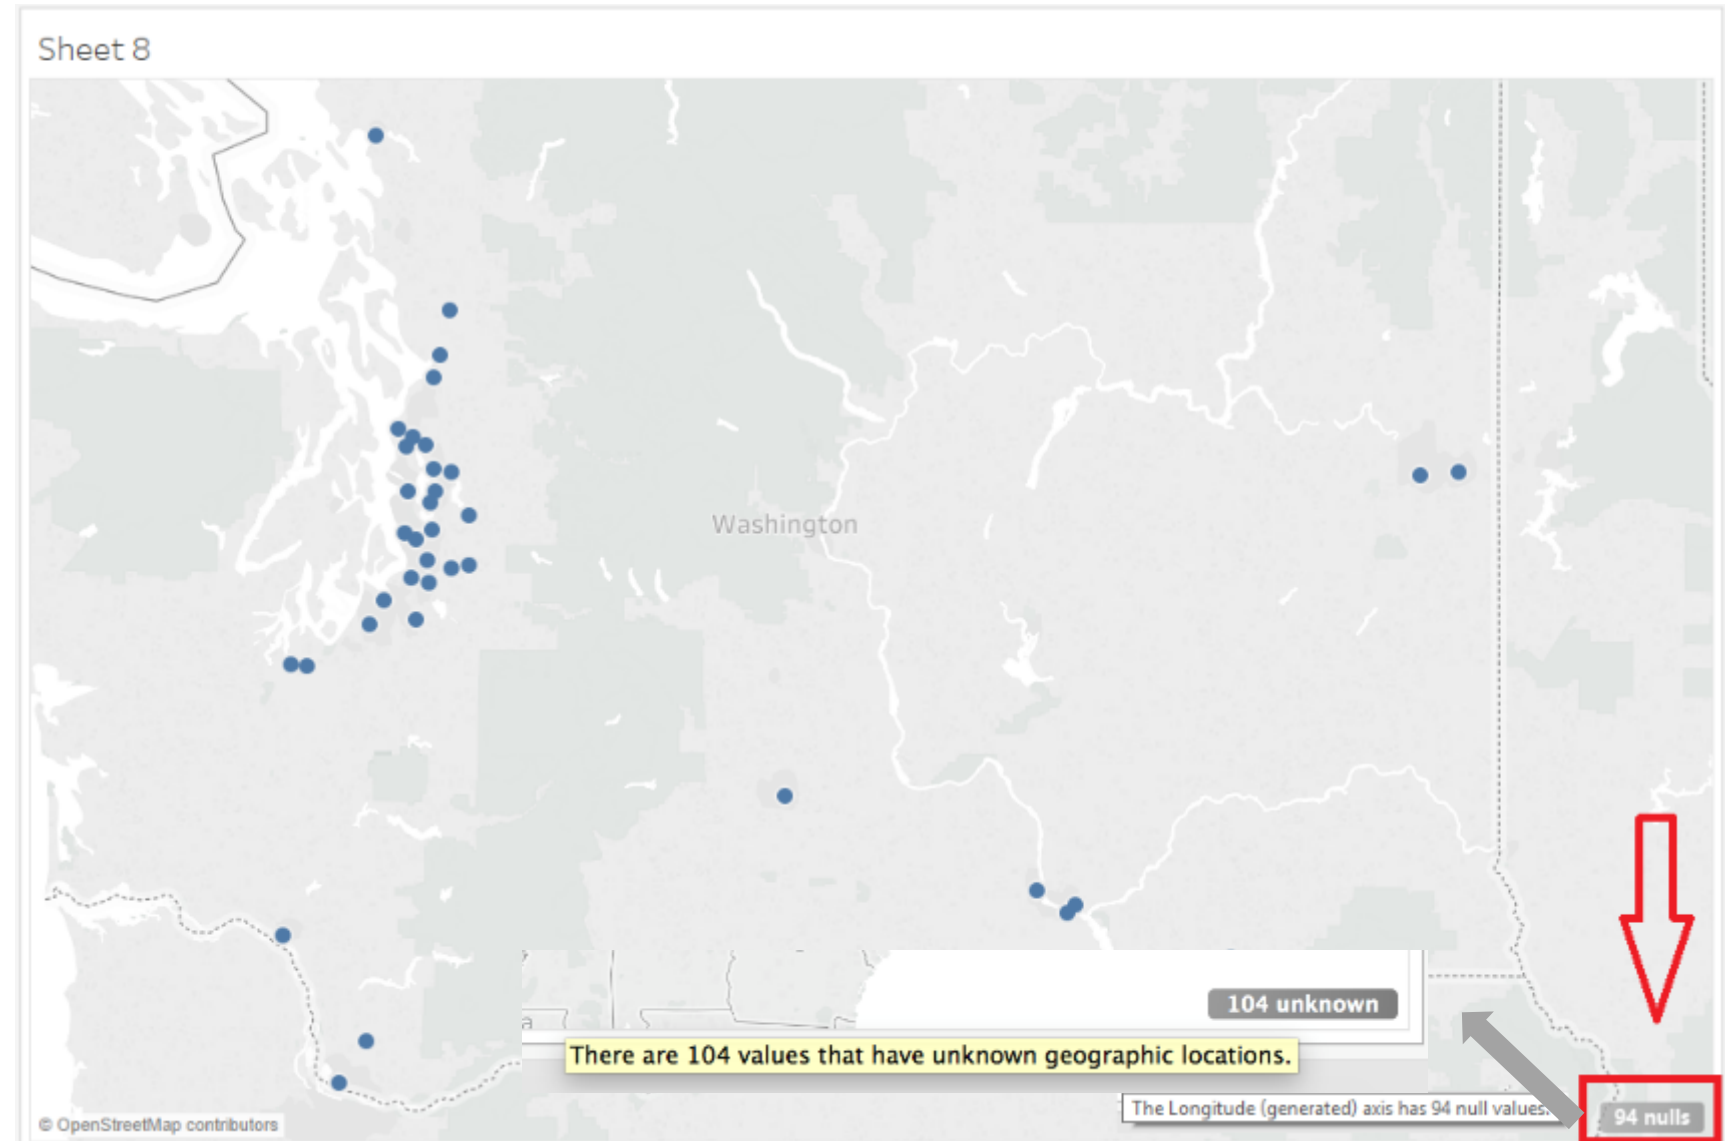 Sheet 8
Washington
104 unknown
There are 104 values that have unknown geographic locations.
The Longitude (generated) axis has 94 null values.
94 nulls
© OpenStreetMap contributors